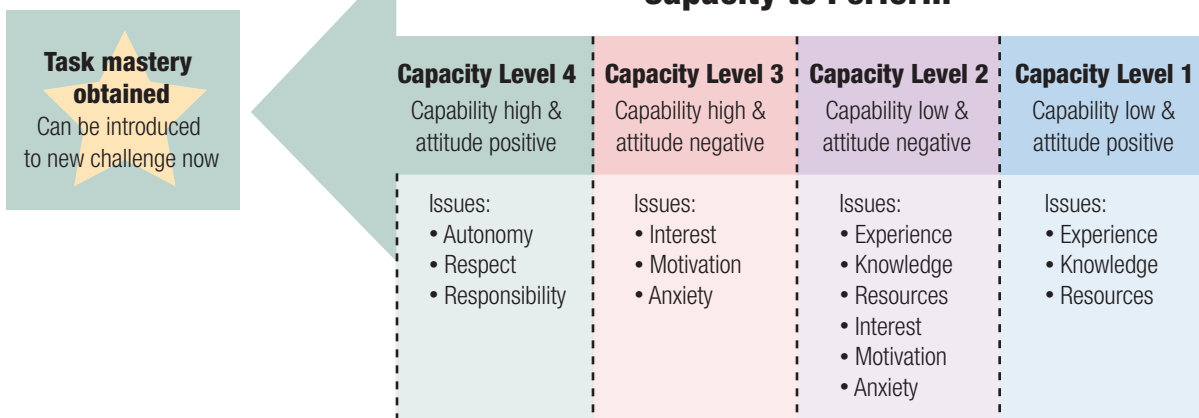 Capacity to Perform
Task mastery
obtained
Can be introduced
to new challenge now
Capacity Level 4
Capability high &
attitude positive
Issues:
• Autonomy
• Respect
• Responsibility
Capacity Level 3
Capability high &
attitude negative
Issues:
• Interest
• Motivation
• Anxiety
Capacity Level 2
Capability low &
attitude negative
Issues:
• Experience
• Knowledge
• Resources
• Interest
• Motivation
• Anxiety
Capacity Level 1
Capability low &
attitude positive
Issues:
• Experience
• Knowledge
• Resources